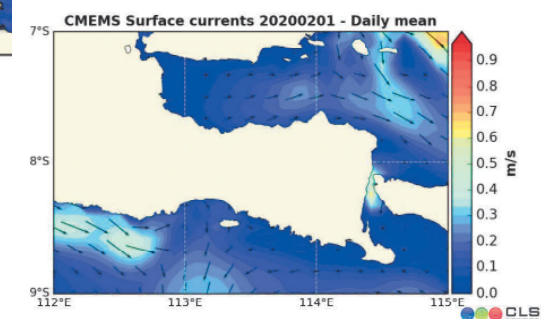 CMEMS Surface currents 20200201 - Daily mean
7°S
8°S
9°S
112°E
113°E
114°E
115°E
0.9
0.8
0.7
0.6
0.5
0.4
0.3
0.2
0.1
0.0
m/s
CLS